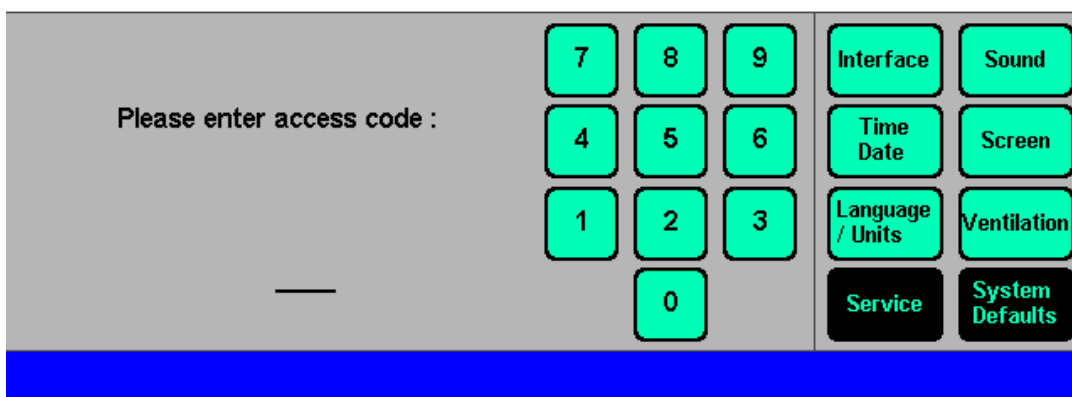 Please enter access code :
7 8 9
4 5 6
1 2 3
0
Interface
Sound
Time
Date
Screen
Language
/ Units
Ventilation
Service
System
Defaults